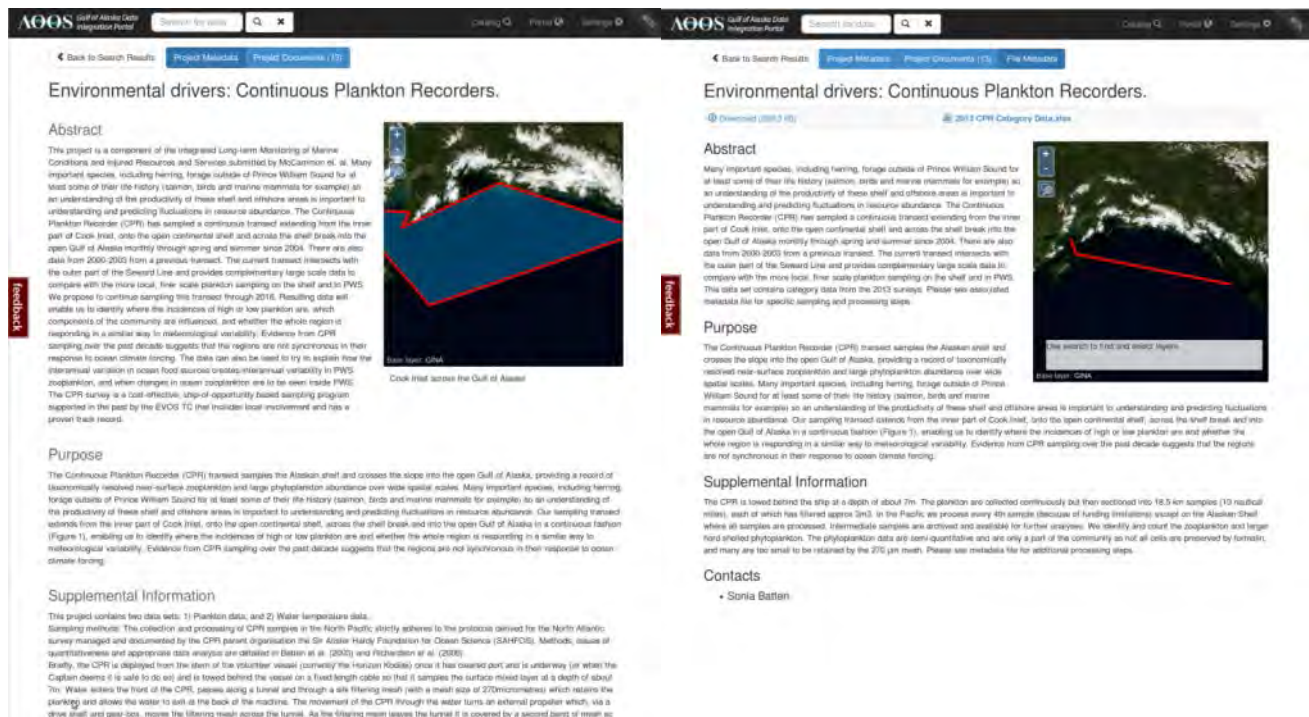 AOOS Gulf of Alaska Data Integration Portal
Search for data
Catalog
Portal
Settings
Back to Search Results
Project Metadata
Project Documents (13)
Environmental drivers: Continuous Plankton Recorders.
Abstract
This project is a component of the integrated Long-term Monitoring of Marine
Conditions and Injured Resources and Services submitted by McCammon et. al. Many
important species, including herring, forage outside of Prince William Sound for at
least some of their life history (salmon, birds and marine mammals for example) so
an understanding of the productivity of these shelf and offshore areas is important to
understanding and predicting fluctuations in resource abundance. The Continuous
Plankton Recorder (CPR) has sampled a continuous transect extending from the inner
part of Cook Inlet, onto the open continental shelf and across the shelf break into the
open Gulf of Alaska monthly through spring and summer since 2004. There are also
data from 2000-2003 from a previous transect. The current transect intersects with
the outer part of the Seward Line and provides complementary large scale data to
compare with the more local, finer scale plankton sampling on the shelf and in PWS.
We propose to continue sampling this transect through 2016. Resulting data will
enable us to identify where the incidences of high or low plankton are, which
components of the community are influenced, and whether the whole region is
responding in a similar way to meteorological variability. Evidence from CPR
sampling over the past decade suggests that the regions are not synchronous in their
response to ocean climate forcing. The data can also be used to try to explain how the
interannual variation in ocean food sources creates interannual variability in PWS
zooplankton, and when changes in ocean zooplankton are to be seen inside PWS.
The CPR survey is a cost-effective, ship-of-opportunity based sampling program
supported in the past by the EVOS TC that includes local involvement and has a
proven track record.
Base layer: GINA
Cook Inlet across the Gulf of Alaska
feedback
Purpose
The Continuous Plankton Recorder (CPR) transect samples the Alaskan shelf and crosses the slope into the open Gulf of Alaska, providing a record of
taxonomically resolved near-surface zooplankton and large phytoplankton abundance over wide spatial scales. Many important species, including herring,
forage outside of Prince William Sound for at least some of their life history (salmon, birds and marine mammals for example) so an understanding of
the productivity of these shelf and offshore areas is important to understanding and predicting fluctuations in resource abundance. Our sampling transect
extends from the inner part of Cook Inlet, onto the open continental shelf, across the shelf break and into the open Gulf of Alaska in a continuous fashion
(Figure 1), enabling us to identify where the incidences of high or low plankton are and whether the whole region is responding in a similar way to
meteorological variability. Evidence from CPR sampling over the past decade suggests that the regions are not synchronous in their response to ocean
climate forcing.
Supplemental Information
This project contains two data sets: 1) Plankton data, and 2) Water temperature data.
Sampling methods: The collection and processing of CPR samples in the North Pacific strictly adheres to the protocols derived for the North Atlantic
survey managed and documented by the CPR parent organisation the Sir Alister Hardy Foundation for Ocean Science (SAHFOS). Methods, issues of
quantitativeness and appropriate data analysis are detailed in Batten et al. (2003) and Richardson et al. (2006).
Briefly, the CPR is deployed from the stern of the volunteer vessel (currently the Horizon Kodiak) once it has cleared port and is underway (or when the
Captain deems it is safe to do so) and is towed behind the vessel on a fixed length cable so that it samples the surface mixed layer at a depth of about
7m. Water enters the front of the CPR, passes along a tunnel and through a silk filtering mesh (with a mesh size of 270micrometres) which retains the
plankton and allows the water to exit at the back of the machine. The movement of the CPR through the water turns an external propeller which, via a
drive shaft and gear-box, moves the filtering mesh across the tunnel. As the filtering mesh leaves the tunnel it is covered by a second band of mesh so
AOOS Gulf of Alaska Data Integration Portal
Search for data
Catalog
Portal
Settings
Back to Search Results
Project Metadata
Project Documents (13)
File Metadata
Environmental drivers: Continuous Plankton Recorders.
2013 CPR Category Data.xlsx
Abstract
Many important species, including herring, forage outside of Prince William Sound for
at least some of their life history (salmon, birds and marine mammals for example) so
an understanding of the productivity of these shelf and offshore areas is important to
understanding and predicting fluctuations in resource abundance. The Continuous
Plankton Recorder (CPR) has sampled a continuous transect extending from the inner
part of Cook Inlet, onto the open continental shelf and across the shelf break into the
open Gulf of Alaska monthly through spring and summer since 2004. There are also
data from 2000-2003 from a previous transect. The current transect intersects with
the outer part of the Seward Line and provides complementary large scale data to
compare with the more local, finer scale plankton sampling on the shelf and in PWS.
This data set contains category data from the 2013 surveys. Please see associated
metadata file for specific sampling and processing steps.
Use search to find and select layers
Base layer: GINA
feedback
Purpose
The Continuous Plankton Recorder (CPR) transect samples the Alaskan shelf and
crosses the slope into the open Gulf of Alaska, providing a record of taxonomically
resolved near-surface zooplankton and large phytoplankton abundance over wide
spatial scales. Many important species, including herring, forage outside of Prince
William Sound for at least some of their life history (salmon, birds and marine
mammals for example) so an understanding of the productivity of these shelf and offshore areas is important to understanding and predicting fluctuations
in resource abundance. Our sampling transect extends from the inner part of Cook Inlet, onto the open continental shelf, across the shelf break and into
the open Gulf of Alaska in a continuous fashion (Figure 1), enabling us to identify where the incidences of high or low plankton are and whether the
whole region is responding in a similar way to meteorological variability. Evidence from CPR sampling over the past decade suggests that the regions
are not synchronous in their response to ocean climate forcing.
Supplemental Information
The CPR is towed behind the ship at a depth of about 7m. The plankton are collected continuously but then sectioned into 18.5 km samples (10 nautical
miles), each of which has filtered approx 3m3. In the Pacific we process every 4th sample (because of funding limitations) except on the Alaskan Shelf
where all samples are processed. Intermediate samples are archived and available for further analyses. We identify and count the zooplankton and larger
hard shelled phytoplankton. The phytoplankton data are semi quantitative and are only a part of the community as not all cells are preserved by formalin,
and many are too small to be retained by the 270 µm mesh. Please see metadata file for additional processing steps.
Contacts
• Sonia Batten